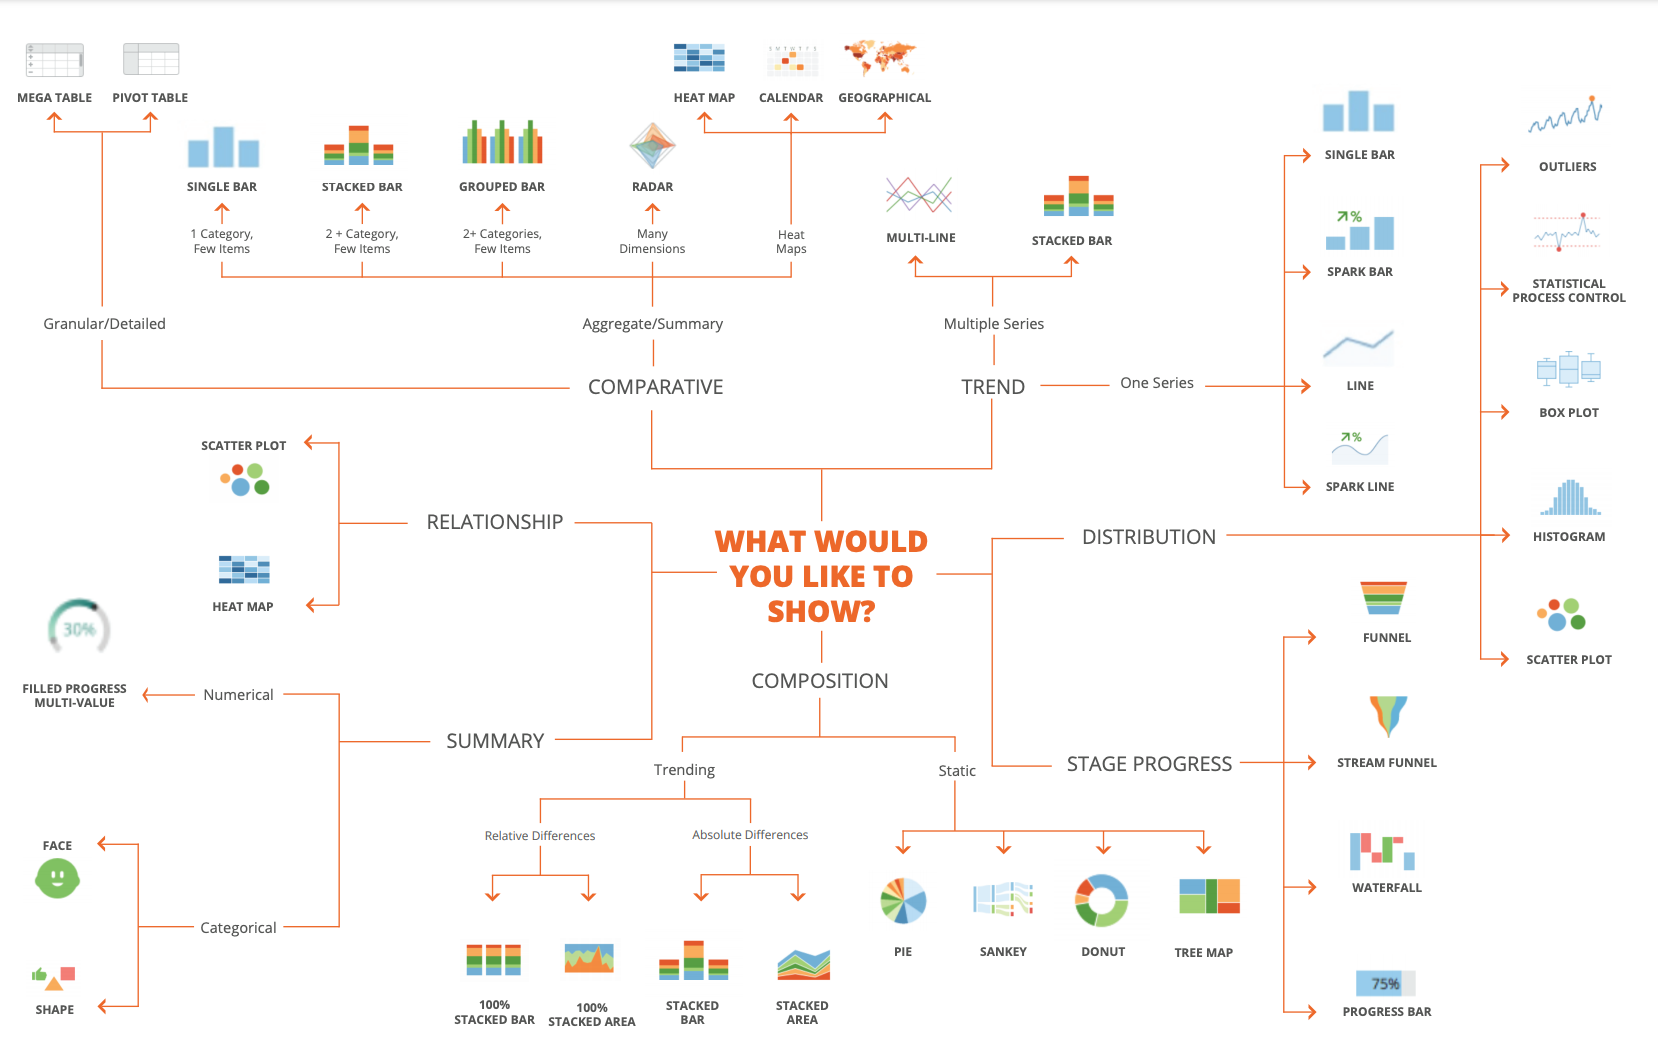 MEGA TABLE
PIVOT TABLE
HEAT MAP
CALENDAR
GEOGRAPHICAL
S M T W T F S
SINGLE BAR
STACKED BAR
GROUPED BAR
RADAR
1 Category,
Few Items
2 + Category,
Few Items
2+ Categories,
Few Items
Many
Dimensions
Heat
Maps
MULTI-LINE
STACKED BAR
Granular/Detailed
Aggregate/Summary
Multiple Series
COMPARATIVE
TREND
One Series
SINGLE BAR
%
SPARK BAR
LINE
%
SPARK LINE
OUTLIERS
STATISTICAL
PROCESS CONTROL
BOX PLOT
HISTOGRAM
SCATTER PLOT
SCATTER PLOT
RELATIONSHIP
HEAT MAP
WHAT WOULD
YOU LIKE TO
SHOW?
DISTRIBUTION
30%
FILLED PROGRESS
MULTI-VALUE
Numerical
SUMMARY
FACE
Categorical
SHAPE
COMPOSITION
Trending
Static
Relative Differences
Absolute Differences
100%
STACKED BAR
100%
STACKED AREA
STACKED
BAR
STACKED
AREA
PIE
SANKEY
DONUT
TREE MAP
STAGE PROGRESS
FUNNEL
STREAM FUNNEL
WATERFALL
75%
PROGRESS BAR